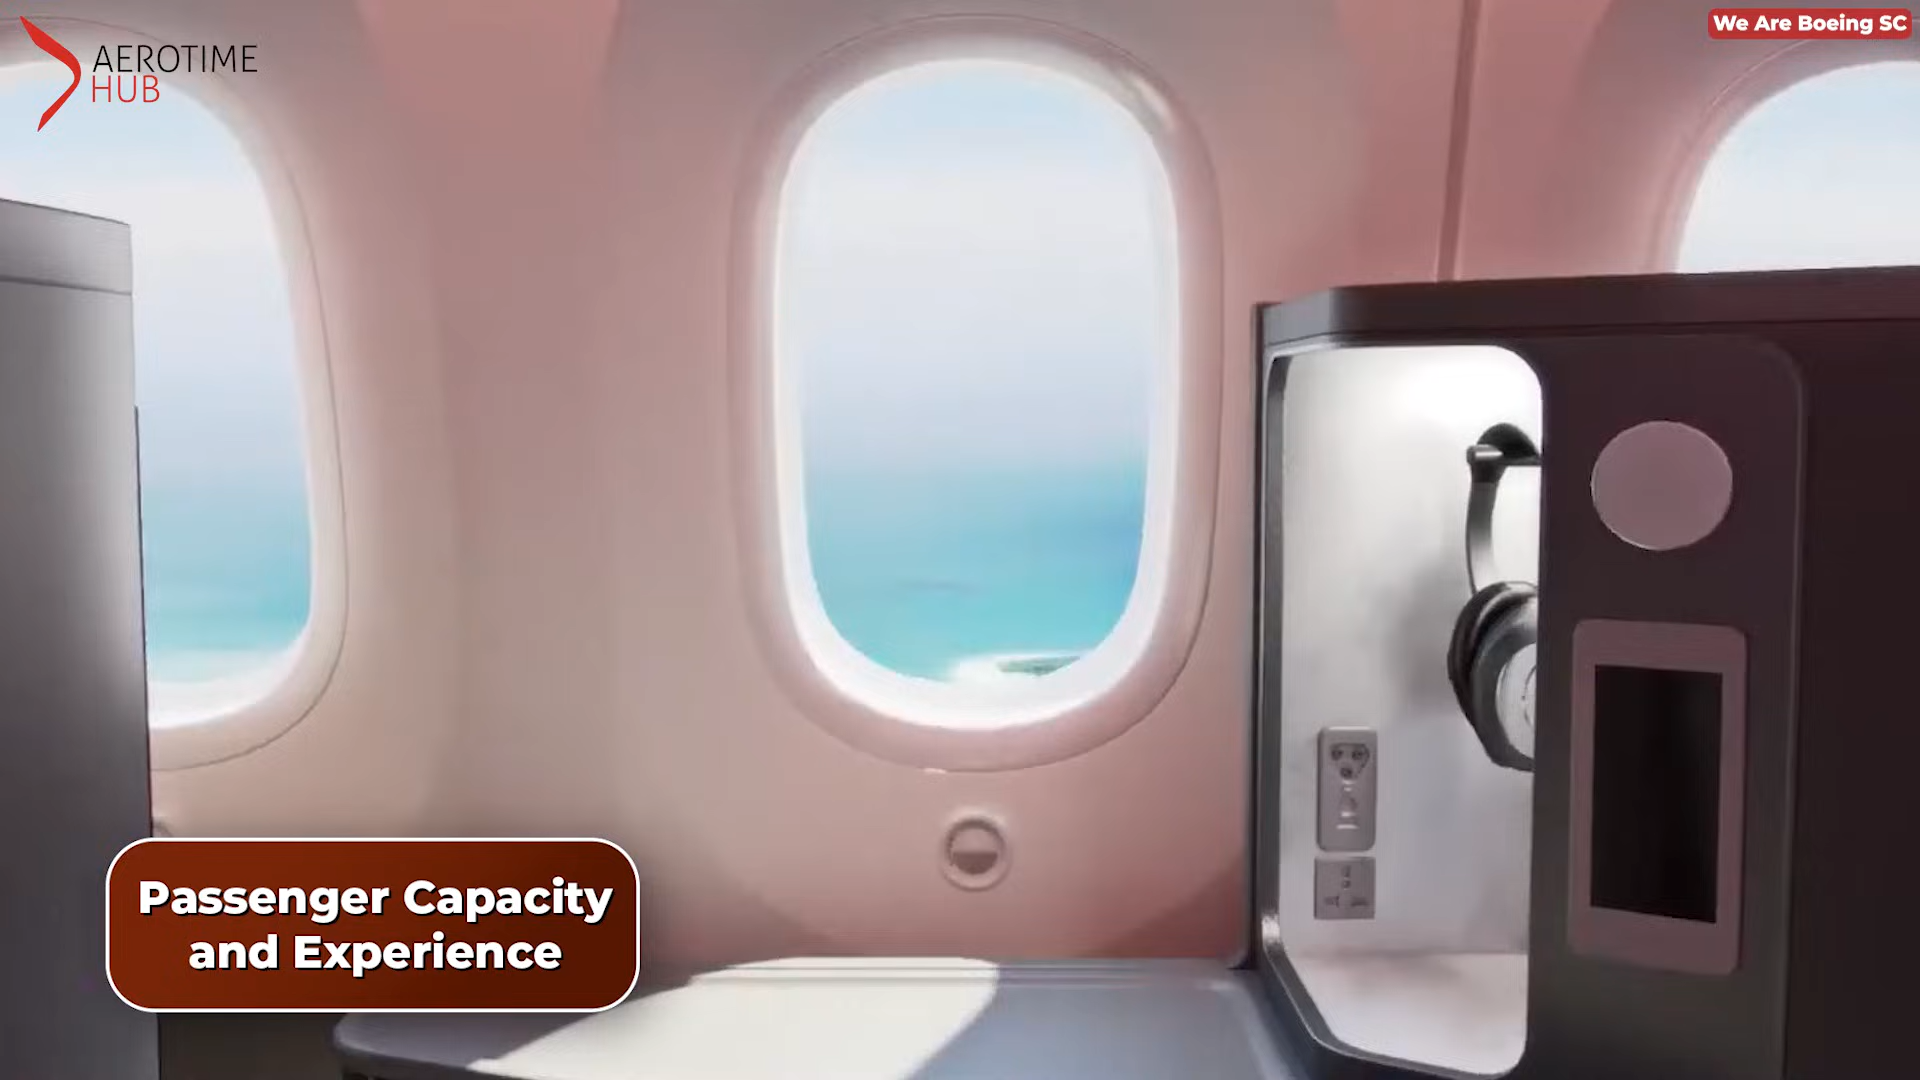 AEROTIME
HUB
We Are Boeing SC
Passenger Capacity
and Experience